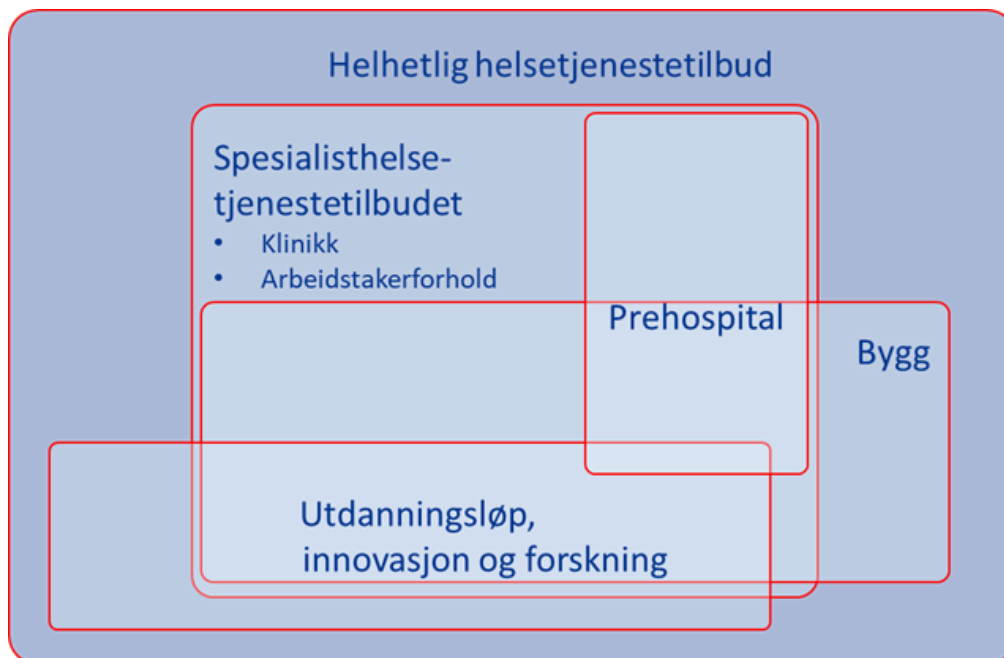 Helhetlig helsetjenestetilbud
Spesialisthelse-
tjenestetilbudet
• Klinikk
• Arbeidstakerforhold
Prehospital
Bygg
Utdanningsløp,
innovasjon og forskning